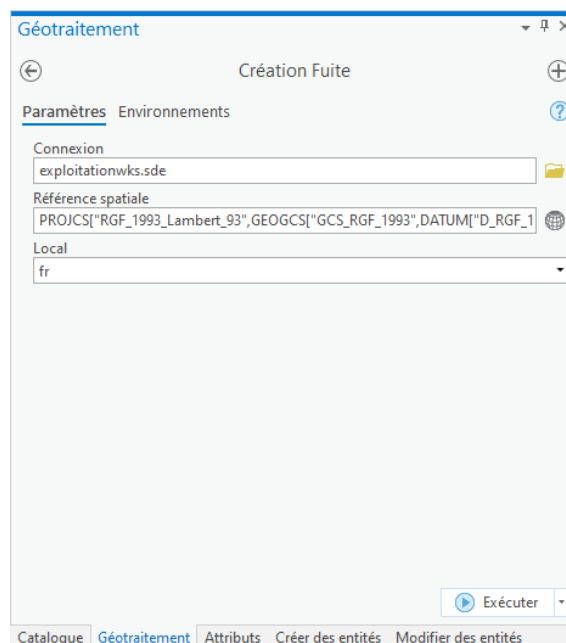 Géotraitement
Création Fuite
Paramètres Environnements
Connexion
exploitationwks.sde
Référence spatiale
PROJCS["RGF_1993_Lambert_93",GEOGCS["GCS_RGF_1993",DATUM["D_RGF_1
Local
fr
Exécuter
Catalogue Géotraitement Attributs Créer des entités Modifier des entités